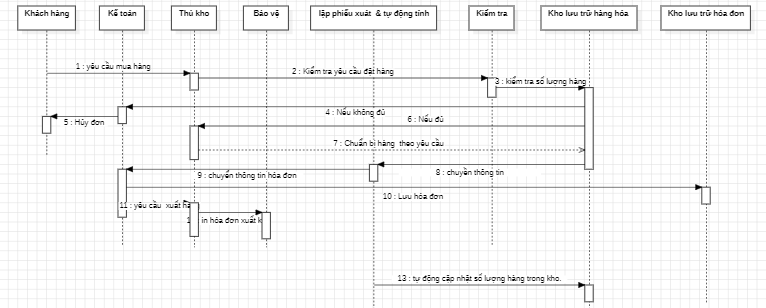 Khách hàng
Kế toán
Thủ kho
Bảo vệ
lập phiếu xuất & tự động tính
Kiểm tra
Kho lưu trữ hàng hóa
Kho lưu trữ hóa đơn
1 : yêu cầu mua hàng
2 : Kiểm tra yêu cầu đặt hàng
3 : kiểm tra số lượng hàng
4 : Nếu không đủ
5 : Hủy đơn
6 : Nếu đủ
7 : Chuẩn bị hàng theo yêu cầu
8 : chuyển thông tin
9 : chuyển thông tin hóa đơn
10 : Lưu hóa đơn
11 : yêu cầu xuất
in hóa đơn xuất
13 : tự động cập nhật số lượng hàng trong kho.